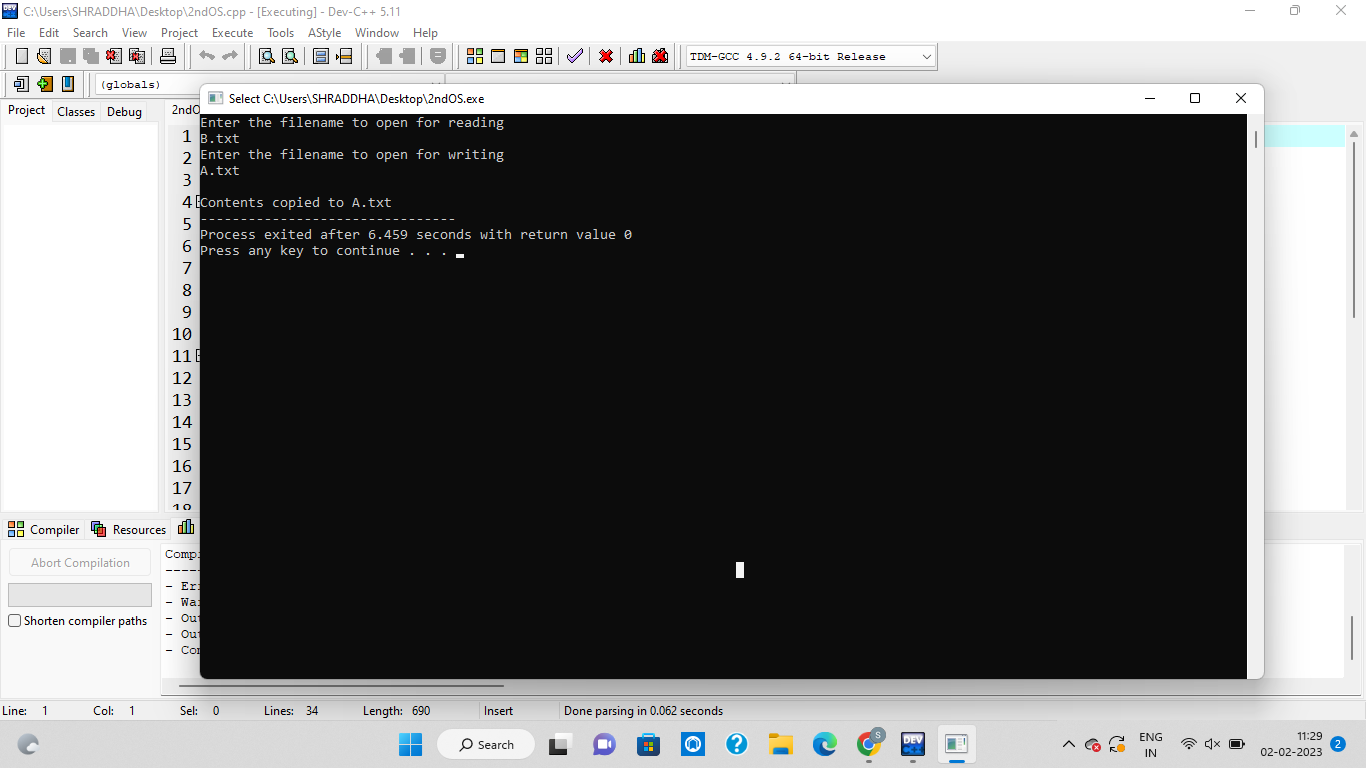 C:\Users\SHRADDHA\Desktop\2ndOS.cpp - [Executing] - Dev-C++ 5.11
File Edit Search View Project Execute Tools AStyle Window Help
TDM-GCC 4.9.2 64-bit Release
(globals)
Project Classes Debug
2ndO
Select C:\Users\SHRADDHA\Desktop\2ndOS.exe
Enter the filename to open for reading
B.txt
Enter the filename to open for writing
A.txt
Contents copied to A.txt
--------------------------------
Process exited after 6.459 seconds with return value 0
Press any key to continue . . .
1
2
3
4
5
6
7
8
9
10
11
12
13
14
15
16
17
18
Compiler Resources
Abort Compilation
Shorten compiler paths
Compi
- Er
- Wa
- Ou
- Ou
- Co
Line: 1 Col: 1 Sel: 0 Lines: 34 Length: 690 Insert Done parsing in 0.062 seconds
Search
S
DEV
ENG
IN
11:29
02-02-2023
2